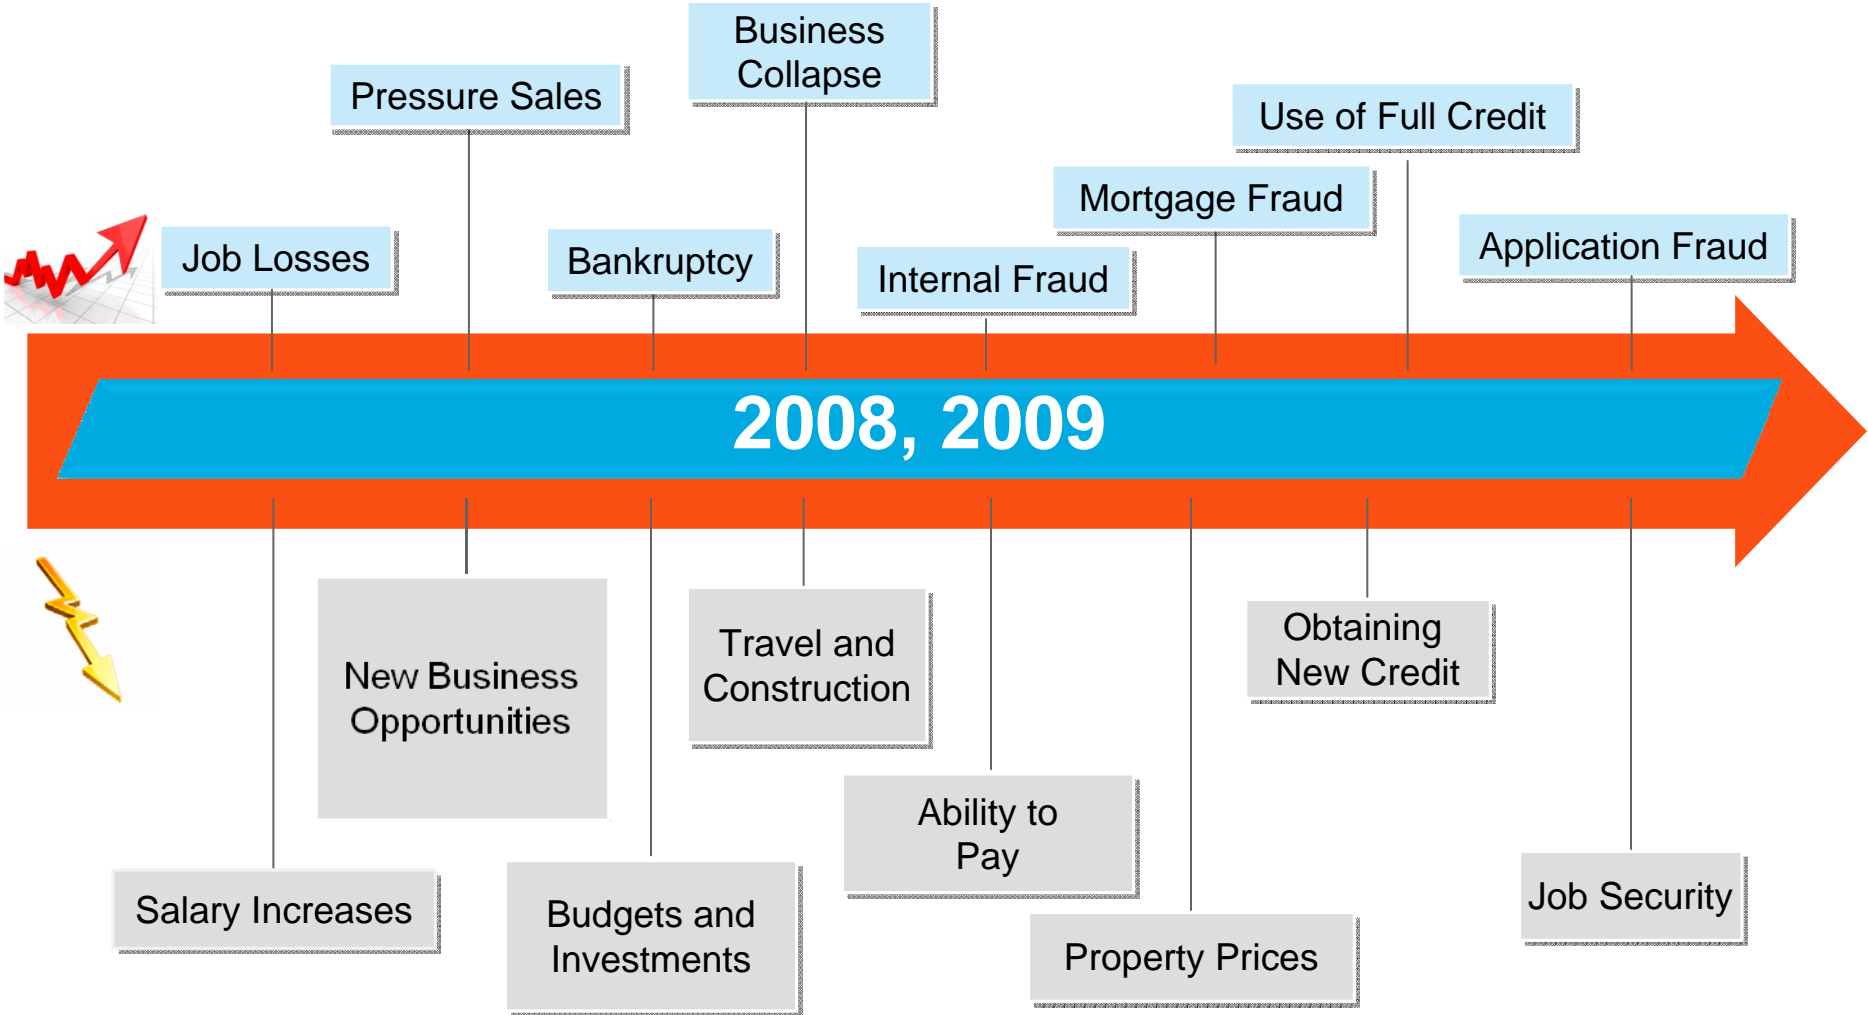 Business
Collapse
Pressure Sales
Use of Full Credit
Mortgage Fraud
Job Losses
Bankruptcy
Internal Fraud
Application Fraud
2008, 2009
New Business
Opportunities
Travel and
Construction
Obtaining
New Credit
Ability to
Pay
Salary Increases
Budgets and
Investments
Property Prices
Job Security